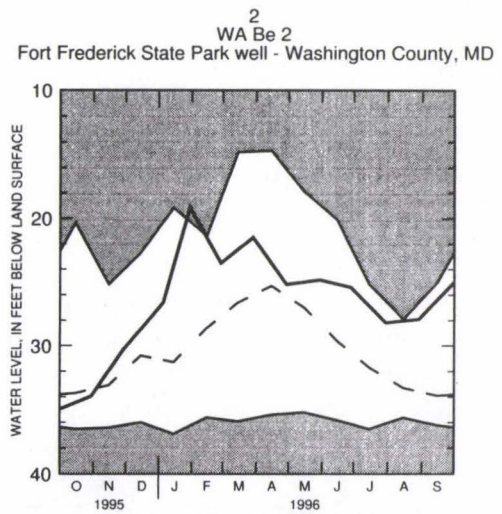 2
WA Be 2
Fort Frederick State Park well - Washington County, MD
WATER LEVEL, IN FEET BELOW LAND SURFACE
10
20
30
40
O N D J F M A M J J A S
1995 1996